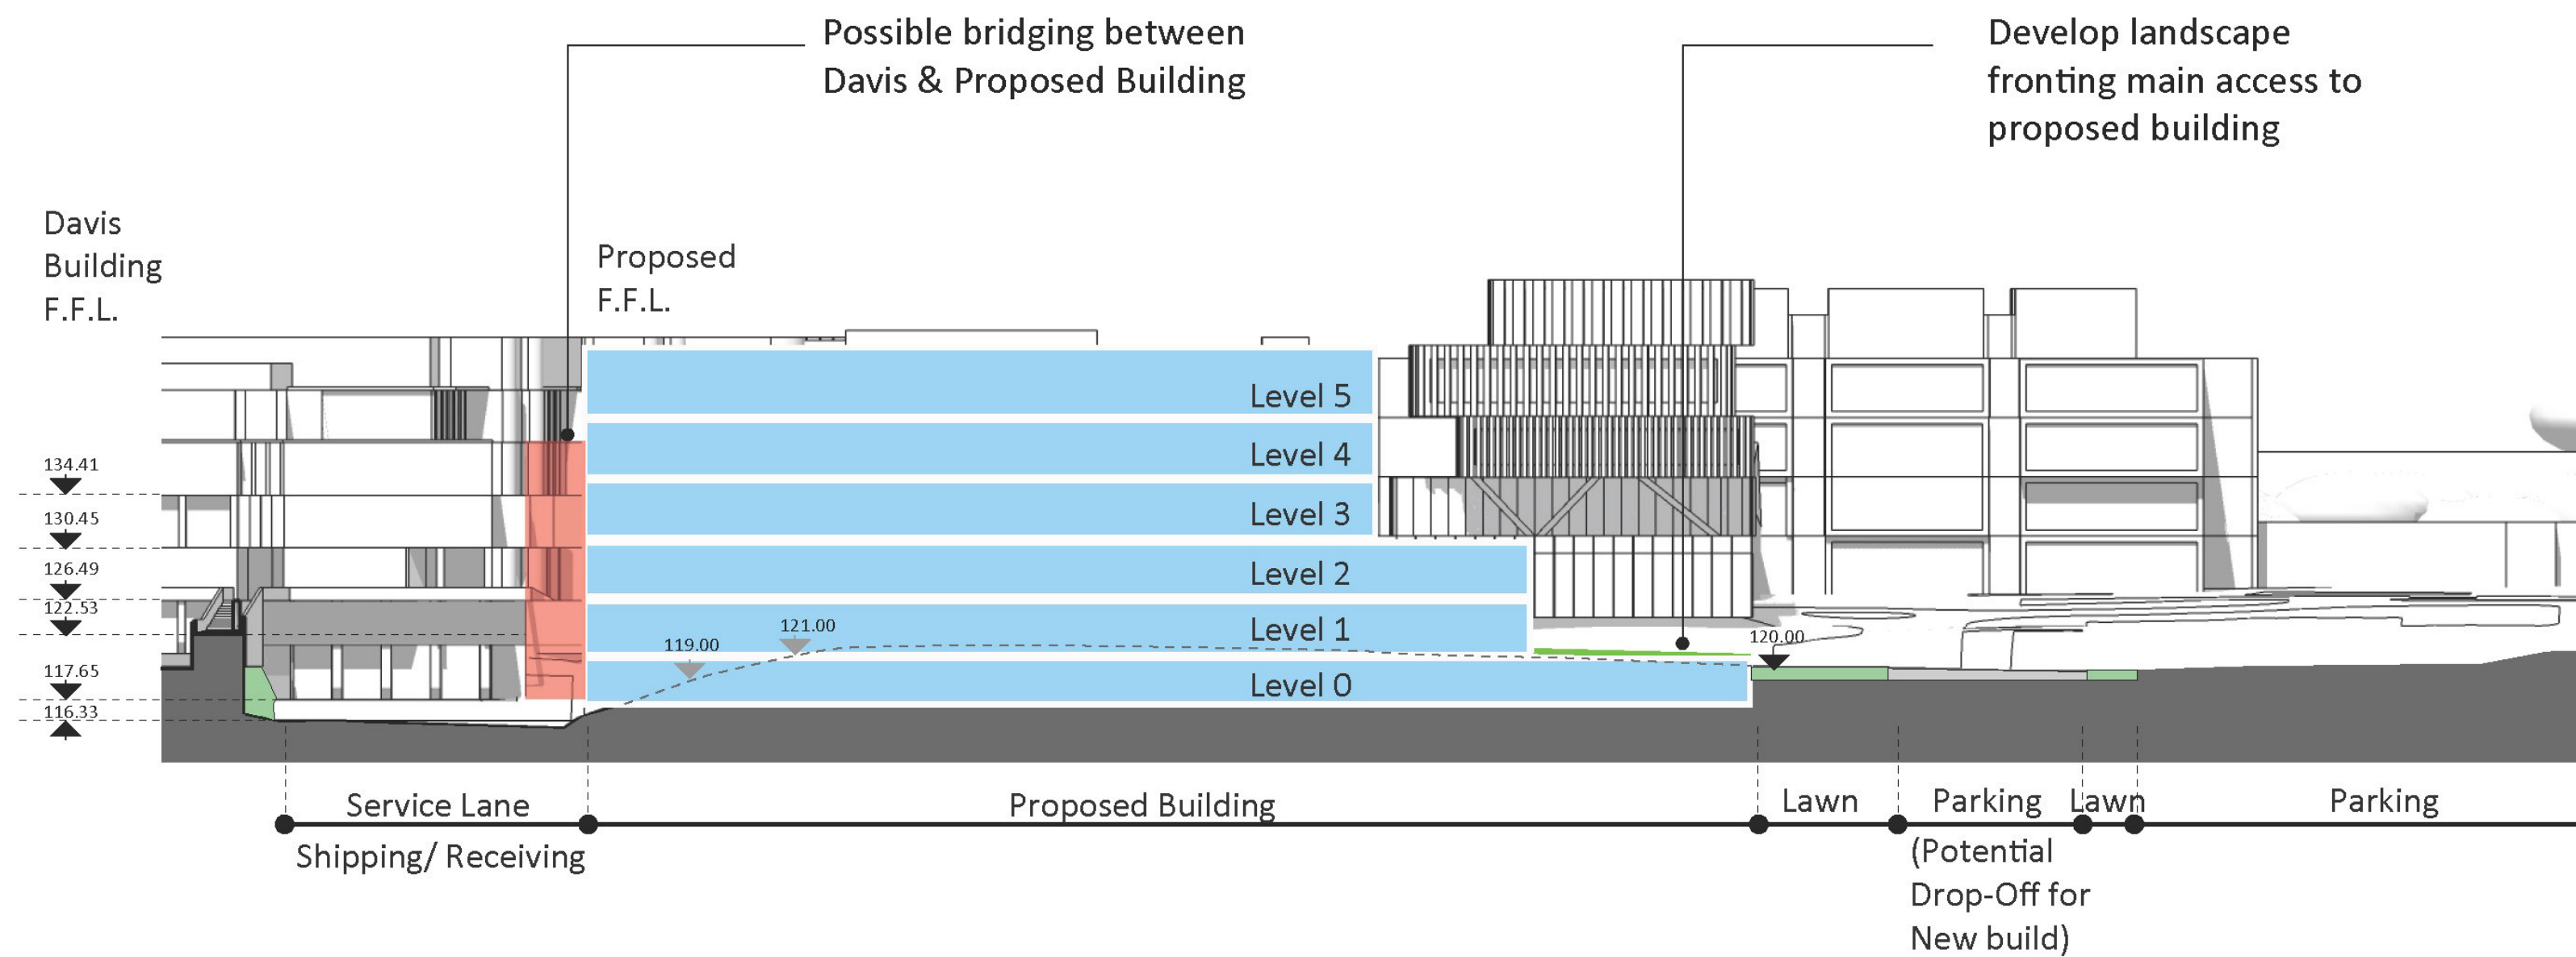 Possible bridging between
Davis & Proposed Building
Develop landscape
fronting main access to
proposed building
Davis
Building
F.F.L.
Proposed
F.F.L.
134.41
130.45
126.49
122.53
117.65
116.33
Level 5
Level 4
Level 3
Level 2
Level 1
Level 0
119.00
121.00
120.00
Service Lane
Shipping/ Receiving
Proposed Building
Lawn
Parking
(Potential
Drop-Off for
New build)
Lawn
Parking